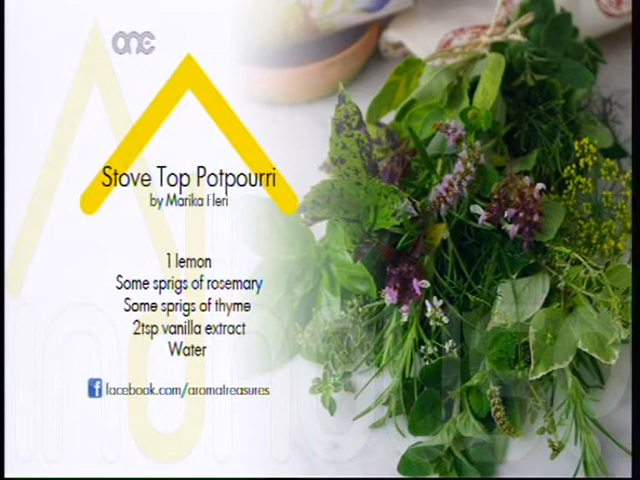 one
Stove Top Potpourri
by Marika Fleri
1 lemon
Some sprigs of rosemary
Some sprigs of thyme
2tsp vanilla extract
Water
facebook.com/aromatreasures